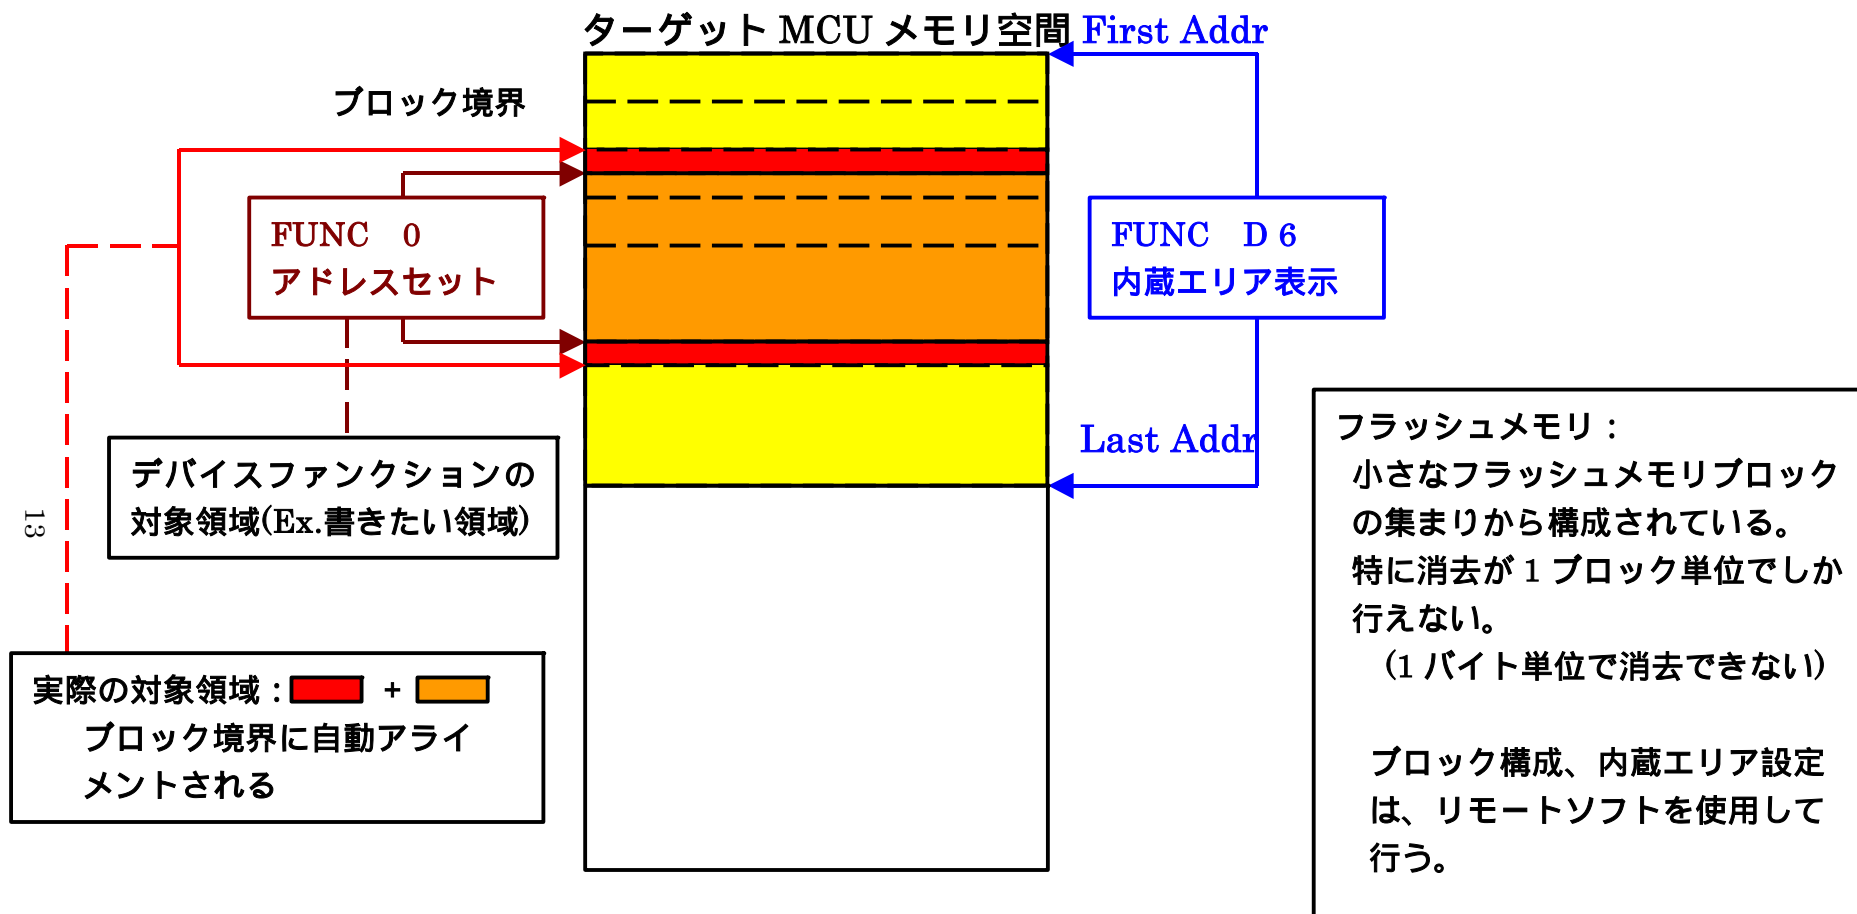 ターゲット MCU メモリ空間
First Addr
ブロック境界
FUNC 0
アドレスセット
FUNC D 6
内蔵エリア表示
Last Addr
デバイスファンクションの
対象領域(Ex.書きたい領域)
13
実際の対象領域 : +
ブロック境界に自動アライ
メントされる
フラッシュメモリ :
小さなフラッシュメモリブロック
の集まりから構成されている。
特に消去が 1 ブロック単位でしか
行えない。
(1 バイト単位で消去できない)
ブロック構成、内蔵エリア設定
は、リモートソフトを使用して
行う。